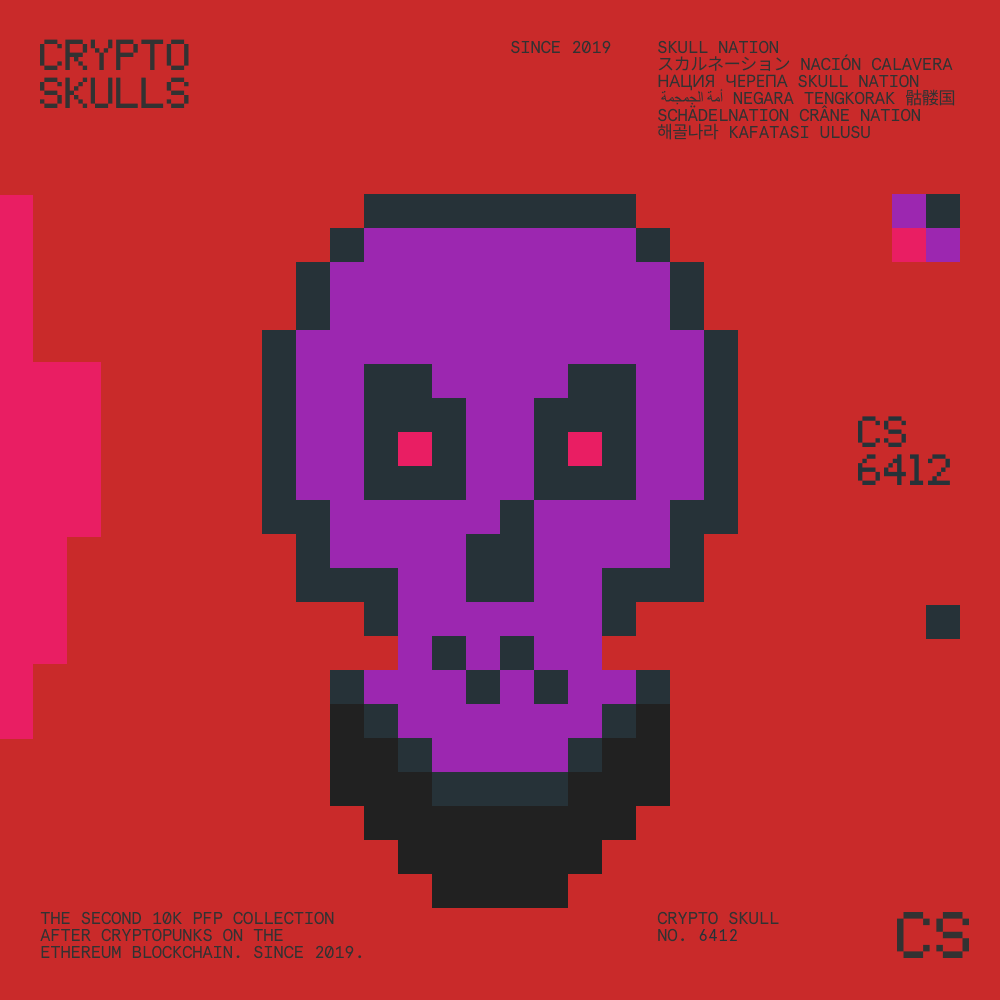 CRYPTO
SKULLS
SINCE 2019
SKULL NATION
スカルネーション NACIÓN CALAVERA
НАЦИЯ ЧЕРЕПА SKULL NATION
أمة الجمجمة NEGARA TENGKORAK 骷髅国
SCHÄDELNATION CRÂNE NATION
해골나라 KAFATASI ULUSU
CS
6412
THE SECOND 10K PFP COLLECTION
AFTER CRYPTOPUNKS ON THE
ETHEREUM BLOCKCHAIN. SINCE 2019.
CRYPTO SKULL
NO. 6412
CS